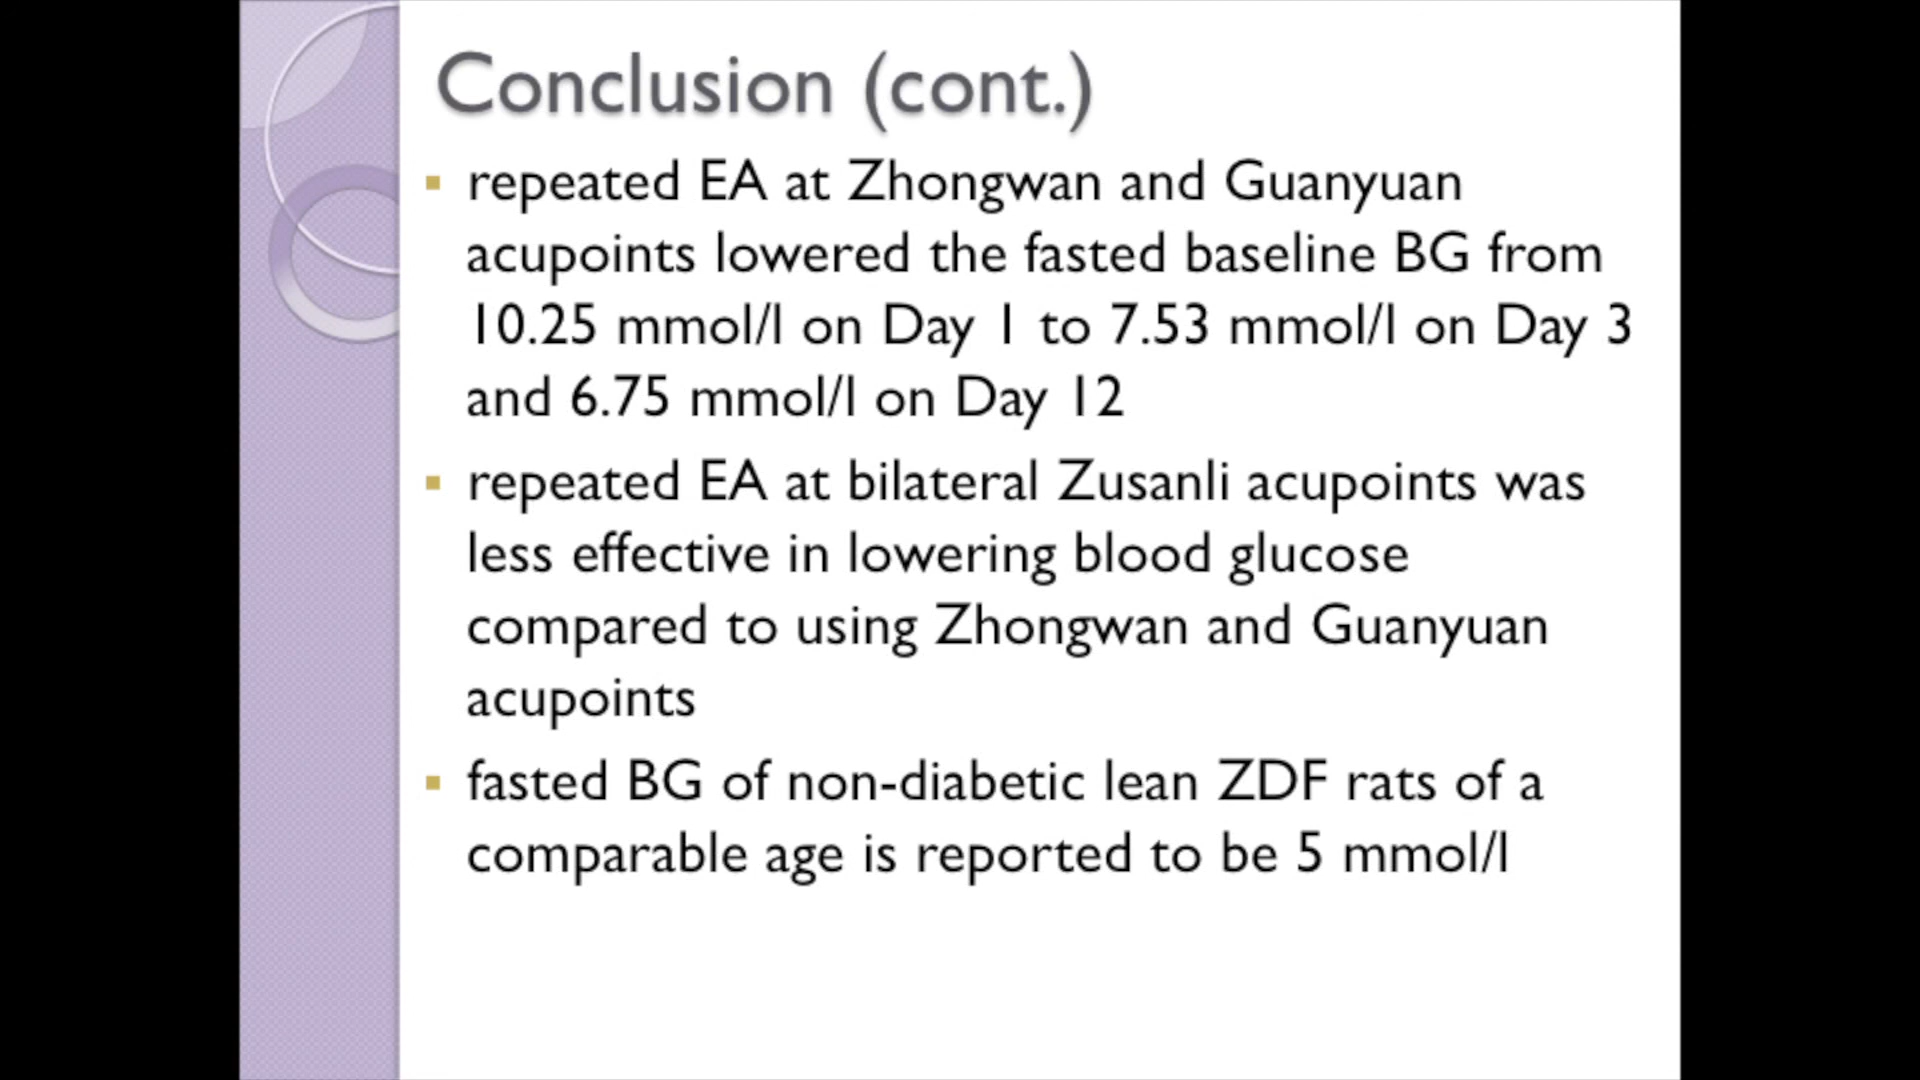 Conclusion (cont.)
repeated EA at Zhongwan and Guanyuan
acupoints lowered the fasted baseline BG from
10.25 mmol/l on Day 1 to 7.53 mmol/l on Day 3
and 6.75 mmol/l on Day 12
repeated EA at bilateral Zusanli acupoints was
less effective in lowering blood glucose
compared to using Zhongwan and Guanyuan
acupoints
fasted BG of non-diabetic lean ZDF rats of a
comparable age is reported to be 5 mmol/l